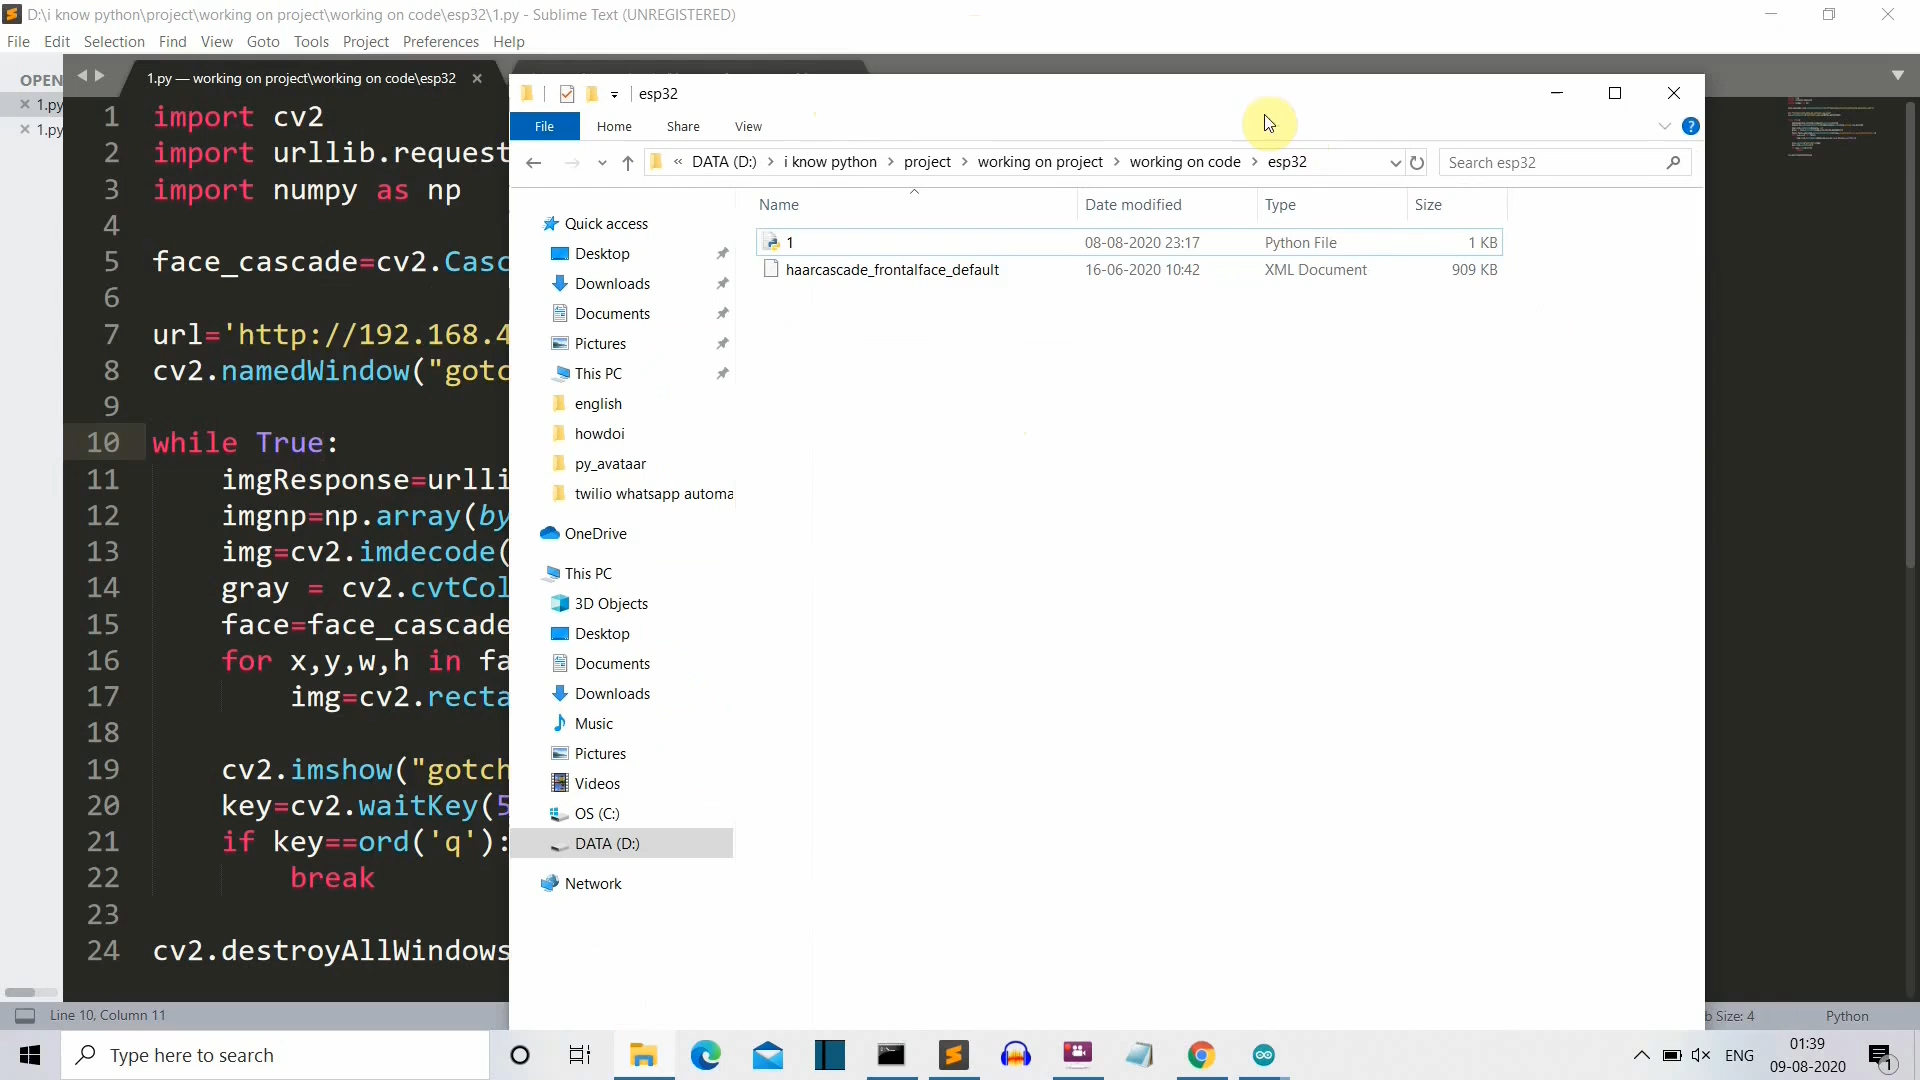 D:\i know python\project\working on project\working on code\esp32\1.py - Sublime Text (UNREGISTERED)
File Edit Selection Find View Goto Tools Project Preferences Help
OPEN
1.py
1.py
1.py — working on project\working on code\esp32
1 import cv2
2 import urllib.request
3 import numpy as np
4
5 face_cascade=cv2.Casc
6
7 url='http://192.168.4
8 cv2.namedWindow("gotc
9
10 while True:
11 imgResponse=urlli
12 imgnp=np.array(by
13 img=cv2.imdecode(
14 gray = cv2.cvtCol
15 face=face_cascade
16 for x,y,w,h in fa
17 img=cv2.recta
18
19 cv2.imshow("gotch
20 key=cv2.waitKey(5
21 if key==ord('q'):
22 break
23
24 cv2.destroyAllWindows
esp32
File Home Share View
« DATA (D:) > i know python > project > working on project > working on code > esp32
Search esp32
Name Date modified Type Size
1 08-08-2020 23:17 Python File 1 KB
haarcascade_frontalface_default 16-06-2020 10:42 XML Document 909 KB
Quick access
Desktop
Downloads
Documents
Pictures
This PC
english
howdoi
py_avataar
twilio whatsapp automa
OneDrive
This PC
3D Objects
Desktop
Documents
Downloads
Music
Pictures
Videos
OS (C:)
DATA (D:)
Network
Line 10, Column 11
b Size: 4
Python
Type here to search
ENG
01:39
09-08-2020
1